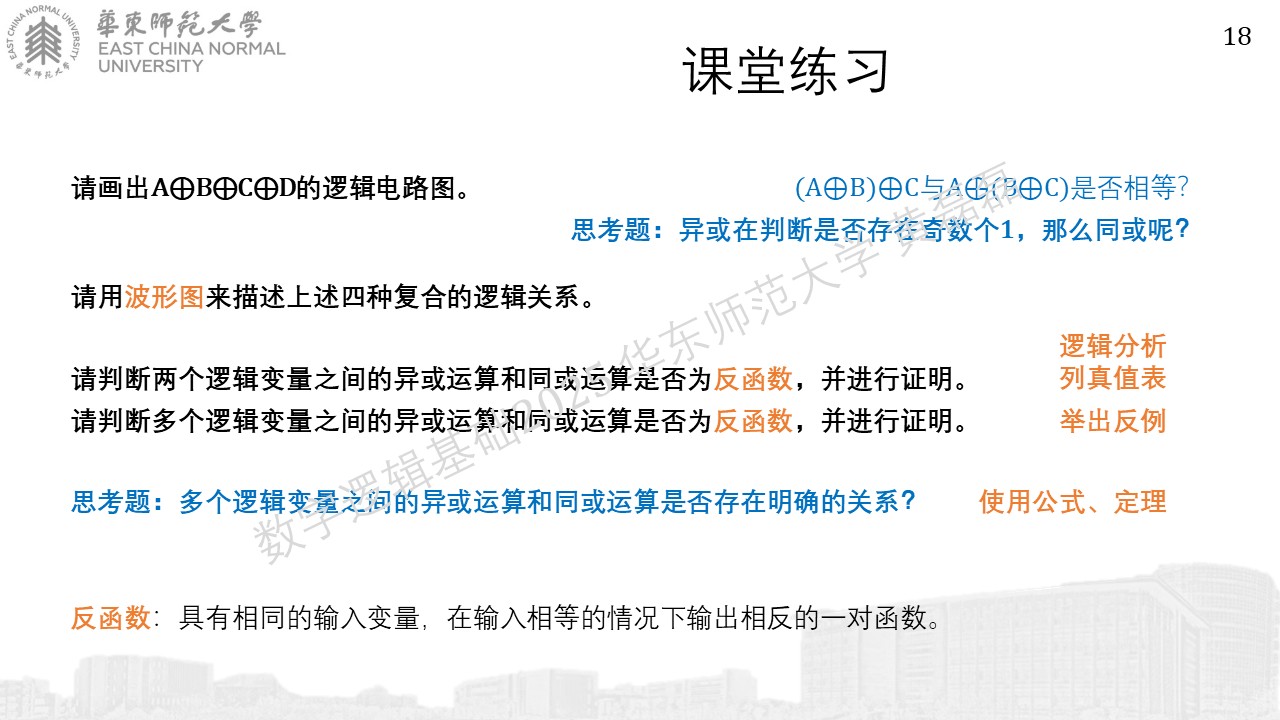 華東師範大學
EAST CHINA NORMAL
UNIVERSITY
EAST CHINA NORMAL UNIVERSITY
華東师范大学
18
课堂练习
请画出A⊕B⊕C⊕D的逻辑电路图。
(A⊕B)⊕C与A⊕(B⊕C)是否相等?
思考题：异或在判断是否存在奇数个1，那么同或呢?
请用波形图来描述上述四种复合的逻辑关系。
逻辑分析
请判断两个逻辑变量之间的异或运算和同或运算是否为反函数，并进行证明。
列真值表
请判断多个逻辑变量之间的异或运算和同或运算是否为反函数，并进行证明。
举出反例
思考题：多个逻辑变量之间的异或运算和同或运算是否存在明确的关系?
使用公式、定理
反函数：具有相同的输入变量，在输入相等的情况下输出相反的一对函数。
数字逻辑基础2025 华东师范大学 黄磊磊